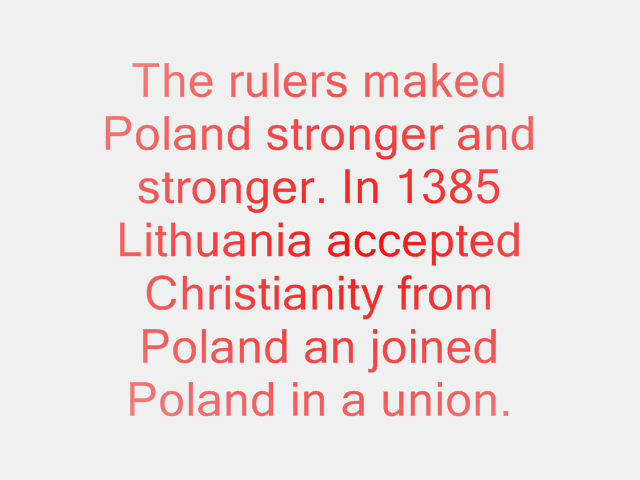 The rulers maked
Poland stronger and
stronger. In 1385
Lithuania accepted
Christianity from
Poland an joined
Poland in a union.